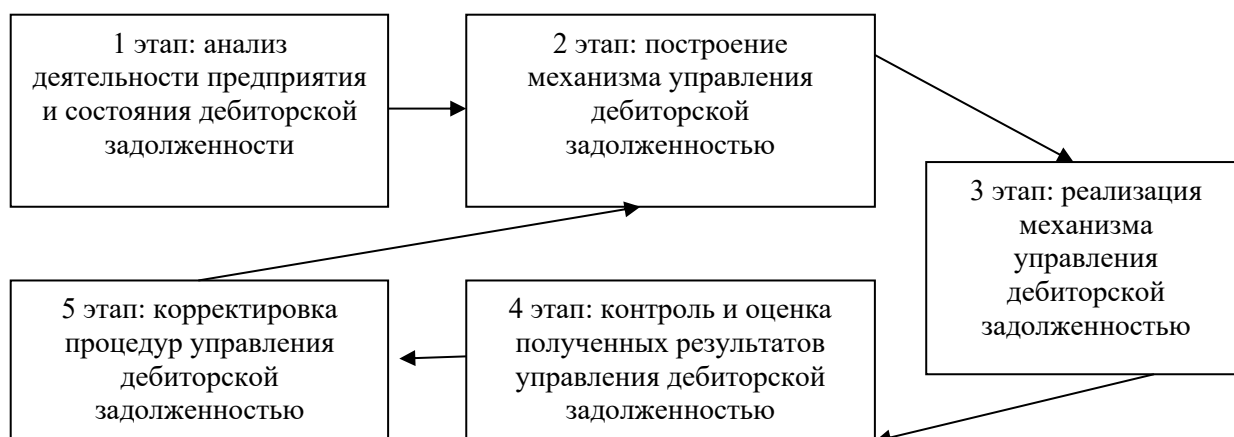 1 этап: анализ
деятельности предприятия
и состояния дебиторской
задолженности
2 этап: построение
механизма управления
дебиторской
задолженностью
3 этап: реализация
механизма
управления
дебиторской
задолженностью
4 этап: контроль и оценка
полученных результатов
управления дебиторской
задолженностью
5 этап: корректировка
процедур управления
дебиторской
задолженностью